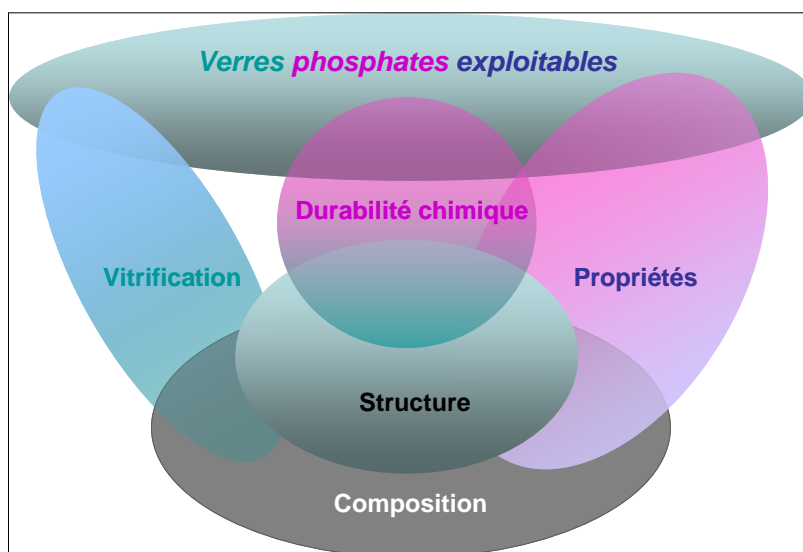 Verres phosphates exploitables
Durabilité chimique
Vitrification
Propriétés
Structure
Composition